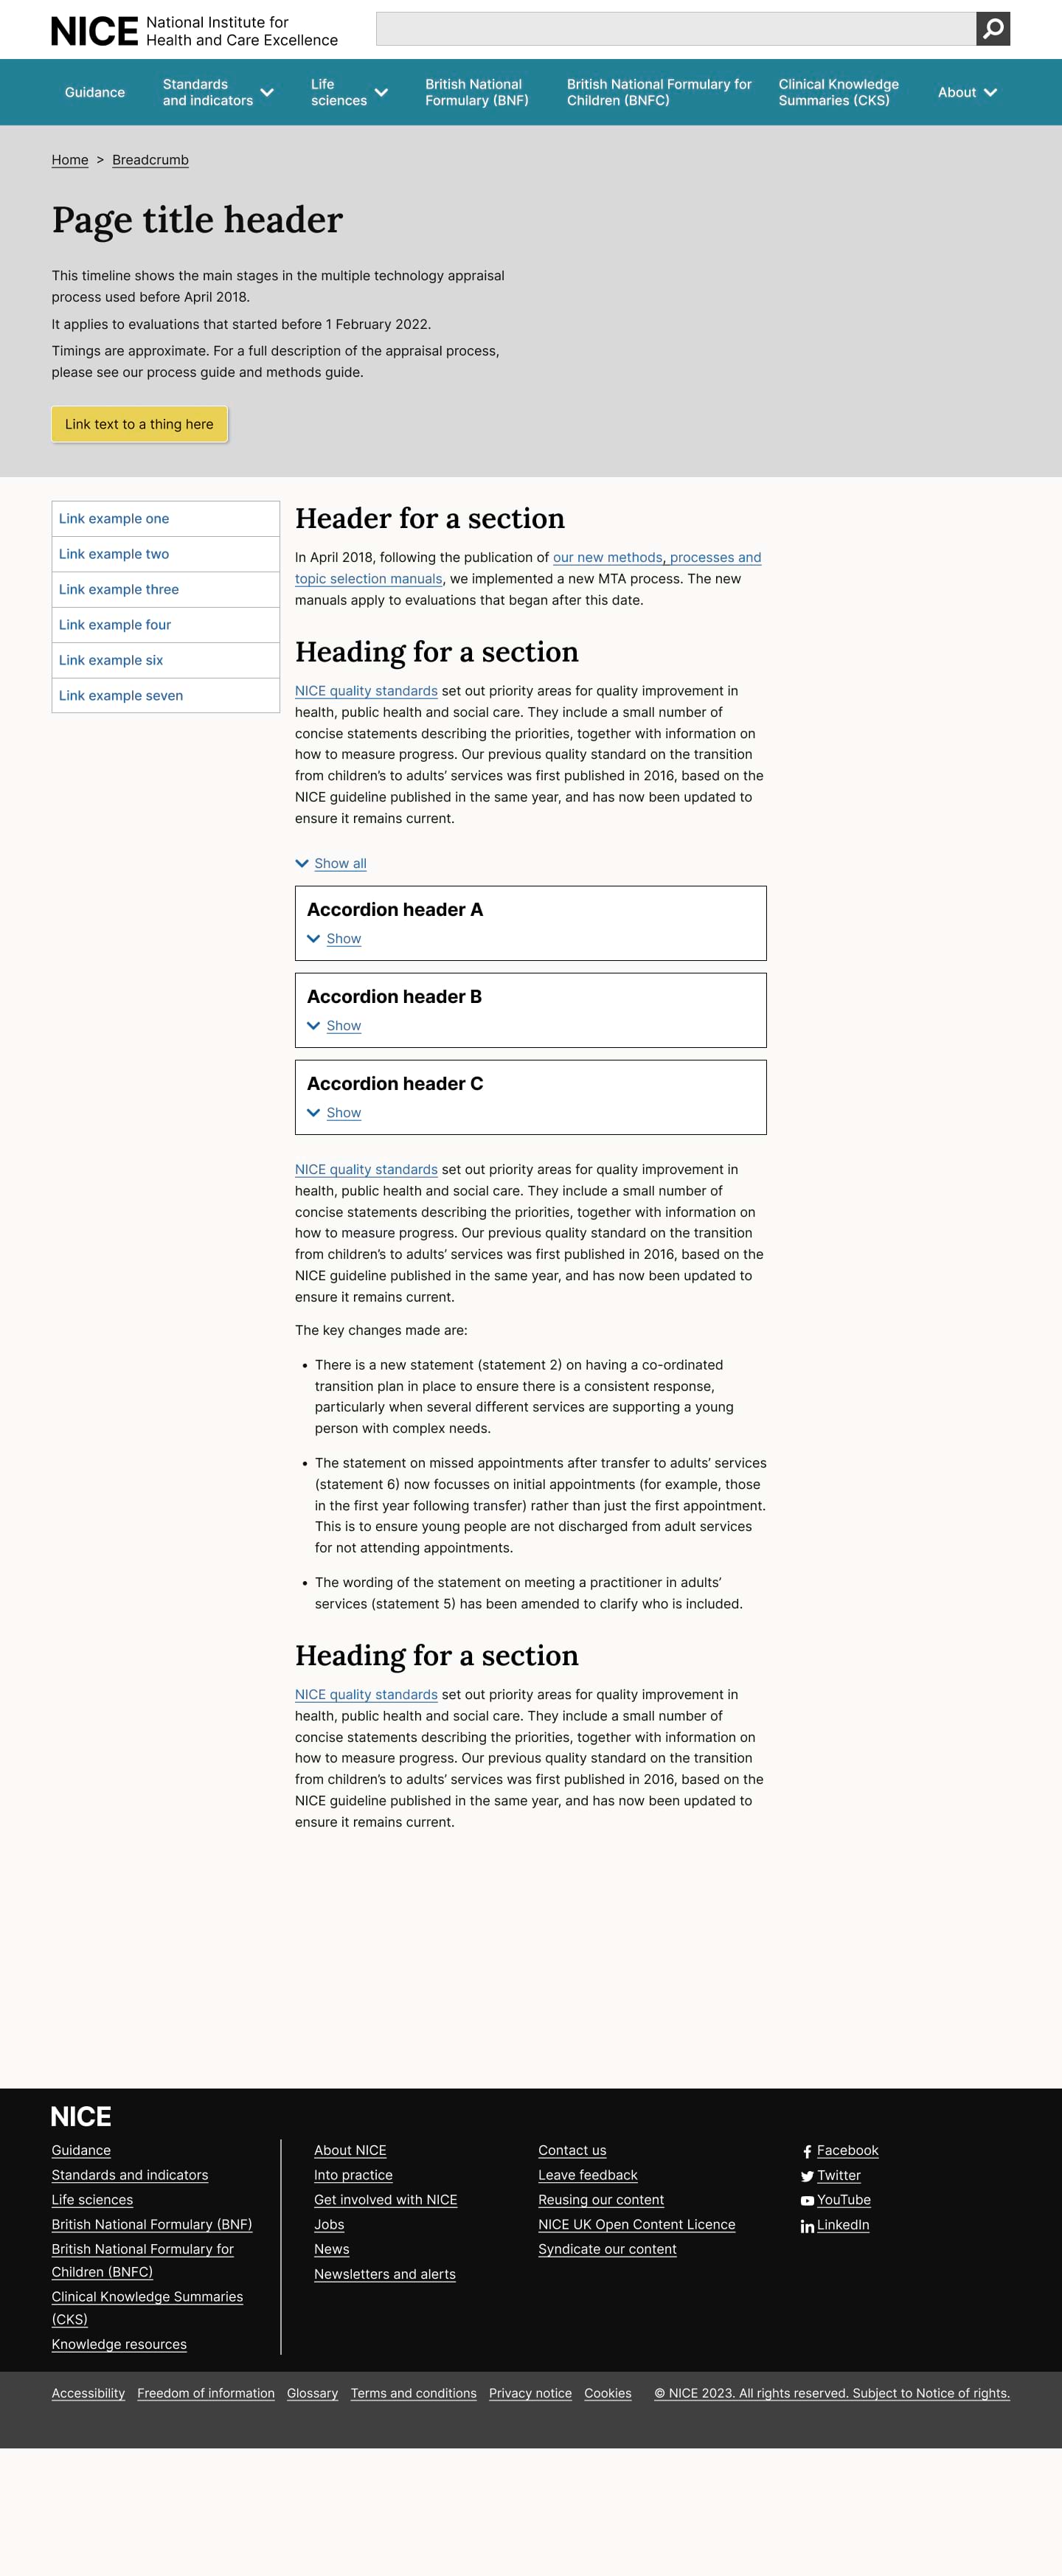 NICE National Institute for
Health and Care Excellence
Guidance
Standards
and indicators
Life
sciences
British National
Formulary (BNF)
British National Formulary for
Children (BNFC)
Clinical Knowledge
Summaries (CKS)
About
Home > Breadcrumb
Page title header
This timeline shows the main stages in the multiple technology appraisal
process used before April 2018.
It applies to evaluations that started before 1 February 2022.
Timings are approximate. For a full description of the appraisal process,
please see our process guide and methods guide.
Link text to a thing here
Link example one
Link example two
Link example three
Link example four
Link example six
Link example seven
Header for a section
In April 2018, following the publication of our new methods, processes and
topic selection manuals, we implemented a new MTA process. The new
manuals apply to evaluations that began after this date.
Heading for a section
NICE quality standards set out priority areas for quality improvement in
health, public health and social care. They include a small number of
concise statements describing the priorities, together with information on
how to measure progress. Our previous quality standard on the transition
from children’s to adults’ services was first published in 2016, based on the
NICE guideline published in the same year, and has now been updated to
ensure it remains current.
Show all
Accordion header A
Show
Accordion header B
Show
Accordion header C
Show
NICE quality standards set out priority areas for quality improvement in
health, public health and social care. They include a small number of
concise statements describing the priorities, together with information on
how to measure progress. Our previous quality standard on the transition
from children’s to adults’ services was first published in 2016, based on the
NICE guideline published in the same year, and has now been updated to
ensure it remains current.
The key changes made are:
• There is a new statement (statement 2) on having a co-ordinated
transition plan in place to ensure there is a consistent response,
particularly when several different services are supporting a young
person with complex needs.
• The statement on missed appointments after transfer to adults’ services
(statement 6) now focusses on initial appointments (for example, those
in the first year following transfer) rather than just the first appointment.
This is to ensure young people are not discharged from adult services
for not attending appointments.
• The wording of the statement on meeting a practitioner in adults’
services (statement 5) has been amended to clarify who is included.
Heading for a section
NICE quality standards set out priority areas for quality improvement in
health, public health and social care. They include a small number of
concise statements describing the priorities, together with information on
how to measure progress. Our previous quality standard on the transition
from children’s to adults’ services was first published in 2016, based on the
NICE guideline published in the same year, and has now been updated to
ensure it remains current.
NICE
Guidance
Standards and indicators
Life sciences
British National Formulary (BNF)
British National Formulary for
Children (BNFC)
Clinical Knowledge Summaries
(CKS)
Knowledge resources
About NICE
Into practice
Get involved with NICE
Jobs
News
Newsletters and alerts
Contact us
Leave feedback
Reusing our content
NICE UK Open Content Licence
Syndicate our content
Facebook
Twitter
YouTube
LinkedIn
Accessibility Freedom of information Glossary Terms and conditions Privacy notice Cookies © NICE 2023. All rights reserved. Subject to Notice of rights.